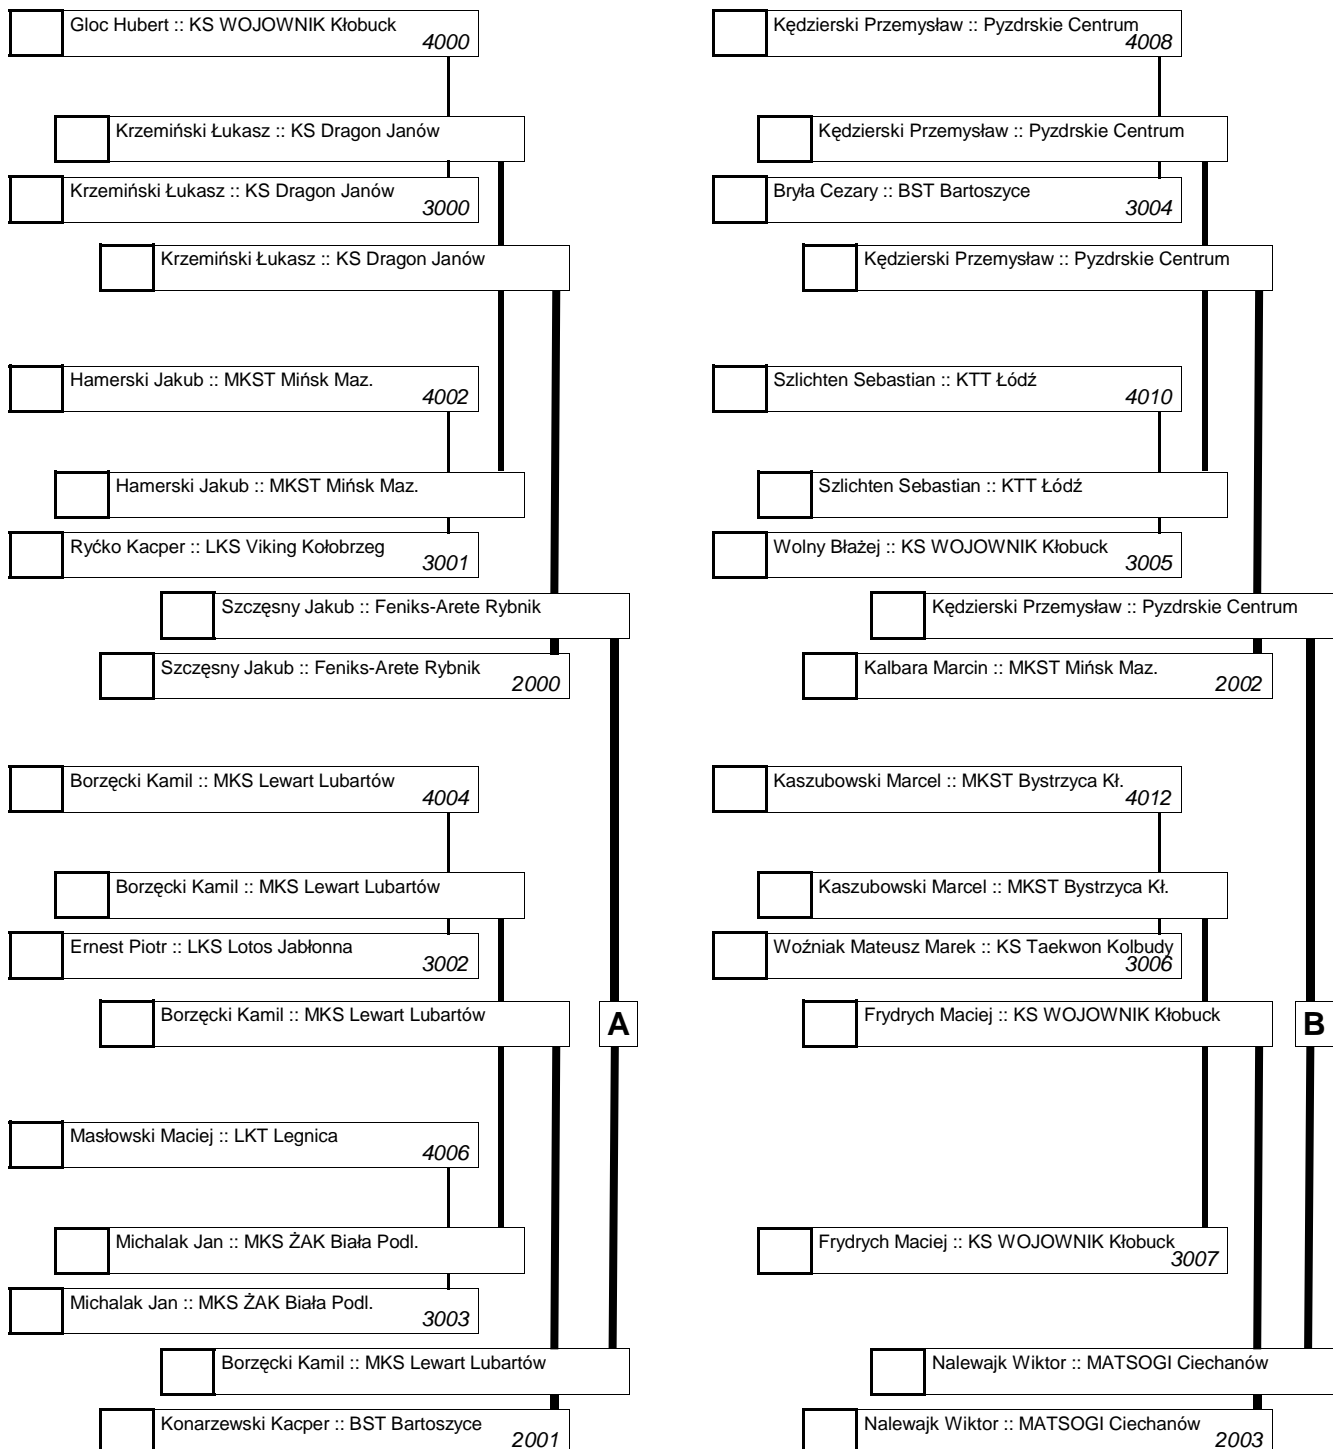 Gloc Hubert :: KS WOJOWNIK Kłobuck
4000
Krzemiński Łukasz :: KS Dragon Janów
Krzemiński Łukasz :: KS Dragon Janów
3000
Krzemiński Łukasz :: KS Dragon Janów
Hamerski Jakub :: MKST Mińsk Maz.
4002
Hamerski Jakub :: MKST Mińsk Maz.
Ryćko Kacper :: LKS Viking Kołobrzeg
3001
Szczęsny Jakub :: Feniks-Arete Rybnik
Szczęsny Jakub :: Feniks-Arete Rybnik
2000
Borzęcki Kamil :: MKS Lewart Lubartów
4004
Borzęcki Kamil :: MKS Lewart Lubartów
Ernest Piotr :: LKS Lotos Jabłonna
3002
Borzęcki Kamil :: MKS Lewart Lubartów
A
Masłowski Maciej :: LKT Legnica
4006
Michalak Jan :: MKS ŻAK Biała Podl.
Michalak Jan :: MKS ŻAK Biała Podl.
3003
Borzęcki Kamil :: MKS Lewart Lubartów
Konarzewski Kacper :: BST Bartoszyce
2001
Kędzierski Przemysław :: Pyzdrskie Centrum
4008
Kędzierski Przemysław :: Pyzdrskie Centrum
Bryła Cezary :: BST Bartoszyce
3004
Kędzierski Przemysław :: Pyzdrskie Centrum
Szlichten Sebastian :: KTT Łódź
4010
Szlichten Sebastian :: KTT Łódź
Wolny Błażej :: KS WOJOWNIK Kłobuck
3005
Kędzierski Przemysław :: Pyzdrskie Centrum
Kalbara Marcin :: MKST Mińsk Maz.
2002
Kaszubowski Marcel :: MKST Bystrzyca Kł.
4012
Kaszubowski Marcel :: MKST Bystrzyca Kł.
Woźniak Mateusz Marek :: KS Taekwon Kolbudy
3006
Frydrych Maciej :: KS WOJOWNIK Kłobuck
B
Frydrych Maciej :: KS WOJOWNIK Kłobuck
3007
Nalewajk Wiktor :: MATSOGI Ciechanów
Nalewajk Wiktor :: MATSOGI Ciechanów
2003